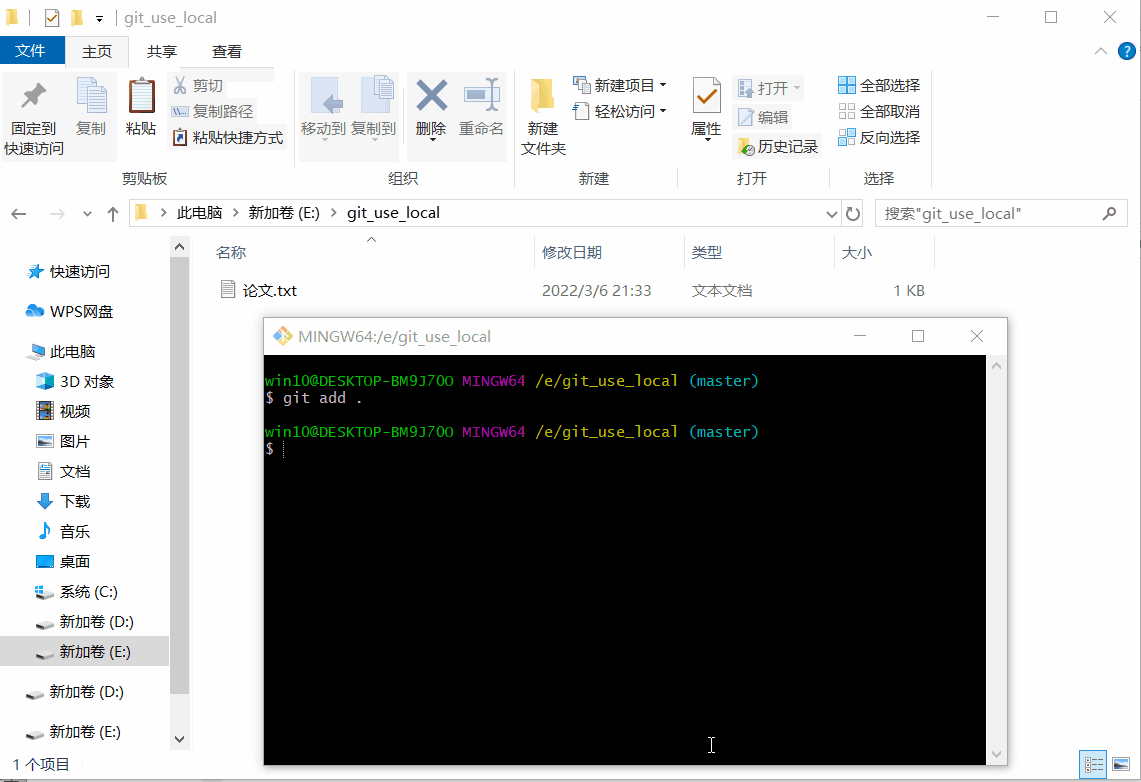 git_use_local
文件 主页 共享 查看
固定到
快速访问
复制
粘贴
剪切
复制路径
粘贴快捷方式
移动到 复制到
删除
重命名
新建
文件夹
新建项目
轻松访问
属性
打开
编辑
历史记录
全部选择
全部取消
反向选择
剪贴板 组织 新建 打开 选择
此电脑 新加卷 (E:) git_use_local
搜索"git_use_local"
名称 修改日期 类型 大小
论文.txt 2022/3/6 21:33 文本文档 1 KB
快速访问
WPS网盘
此电脑
3D 对象
视频
图片
文档
下载
音乐
桌面
系统 (C:)
新加卷 (D:)
新加卷 (E:)
新加卷 (D:)
新加卷 (E:)
1 个项目
MINGW64:/e/git_use_local
win10@DESKTOP-BM9J7OO MINGW64 /e/git_use_local (master)
$ git add .
win10@DESKTOP-BM9J7OO MINGW64 /e/git_use_local (master)
$